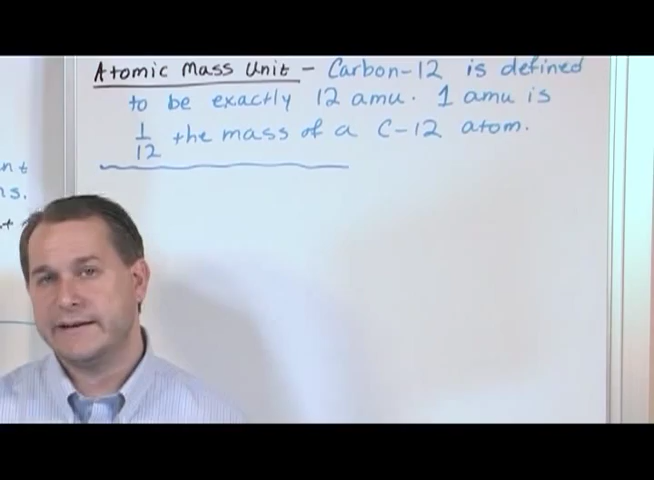 Atomic Mass Unit - Carbon-12 is defined
to be exactly 12 amu. 1 amu is
1/12 the mass of a C-12 atom.